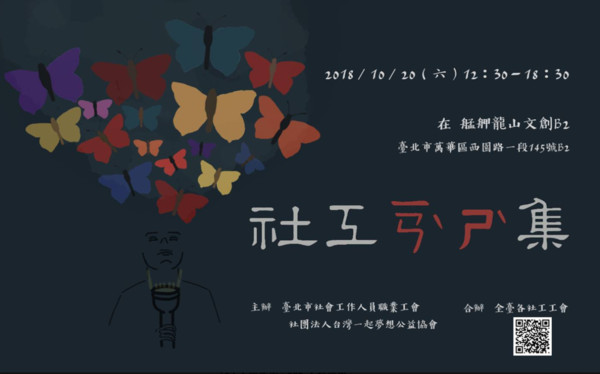 2018/10/20(六)12:30-18:30
在 艋舺龍山文創B2
臺北市萬華區西園路一段145號B2
社工ㄢˋㄕˋ集
主辦 臺北市社會工作人員職業工會
社團法人台灣一起夢想公益協會
合辦 全臺各社工工會